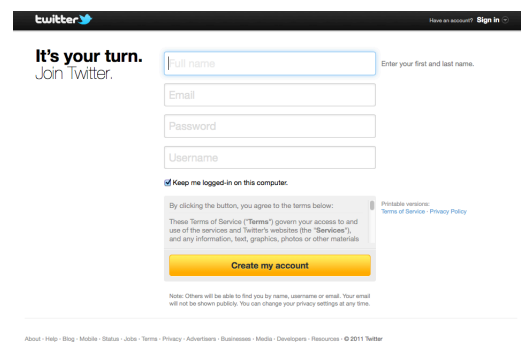 twitter
Have an account? Sign in
It's your turn.
Join Twitter.
Full name
Enter your first and last name.
Email
Password
Username
Keep me logged-in on this computer.
By clicking the button, you agree to the terms below:
These Terms of Service ("Terms") govern your access to and
use of the services and Twitter's websites (the "Services"),
and any information, text, graphics, photos or other materials
Printable versions:
Terms of Service · Privacy Policy
Create my account
Note: Others will be able to find you by name, username or email. Your email
will not be shown publicly. You can change your privacy settings at any time.
About · Help · Blog · Mobile · Status · Jobs · Terms · Privacy · Advertisers · Businesses · Media · Developers · Resources · © 2011 Twitter